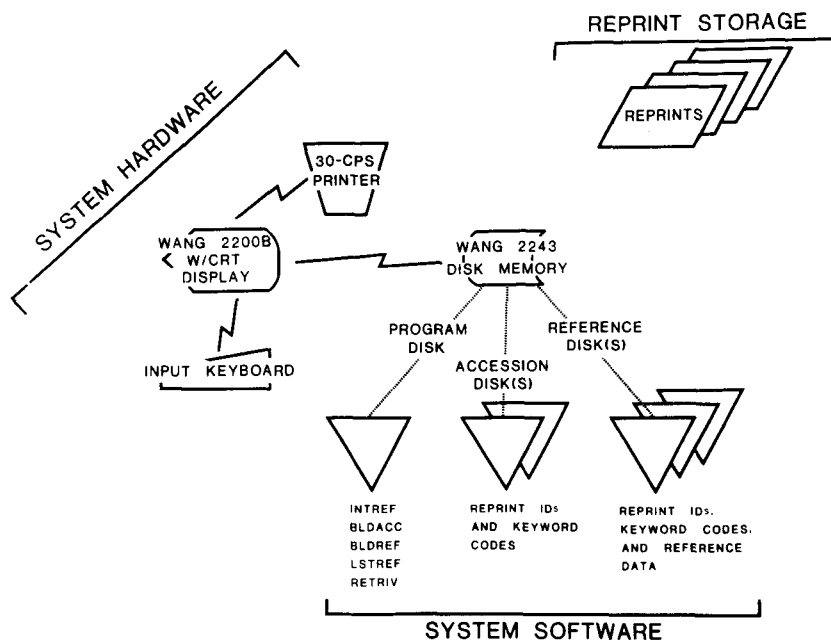 REPRINT STORAGE
REPRINTS
SYSTEM HARDWARE
30-CPS
PRINTER
WANG 2200B
W/CRT
DISPLAY
WANG 2243
DISK MEMORY
INPUT KEYBOARD
PROGRAM
DISK
ACCESSION
DISK(S)
REFERENCE
DISK(S)
INTREF
BLDACC
BLDREF
LSTREF
RETRIV
REPRINT IDs
AND KEYWORD
CODES
REPRINT IDs.
KEYWORD CODES,
AND REFERENCE
DATA
SYSTEM SOFTWARE